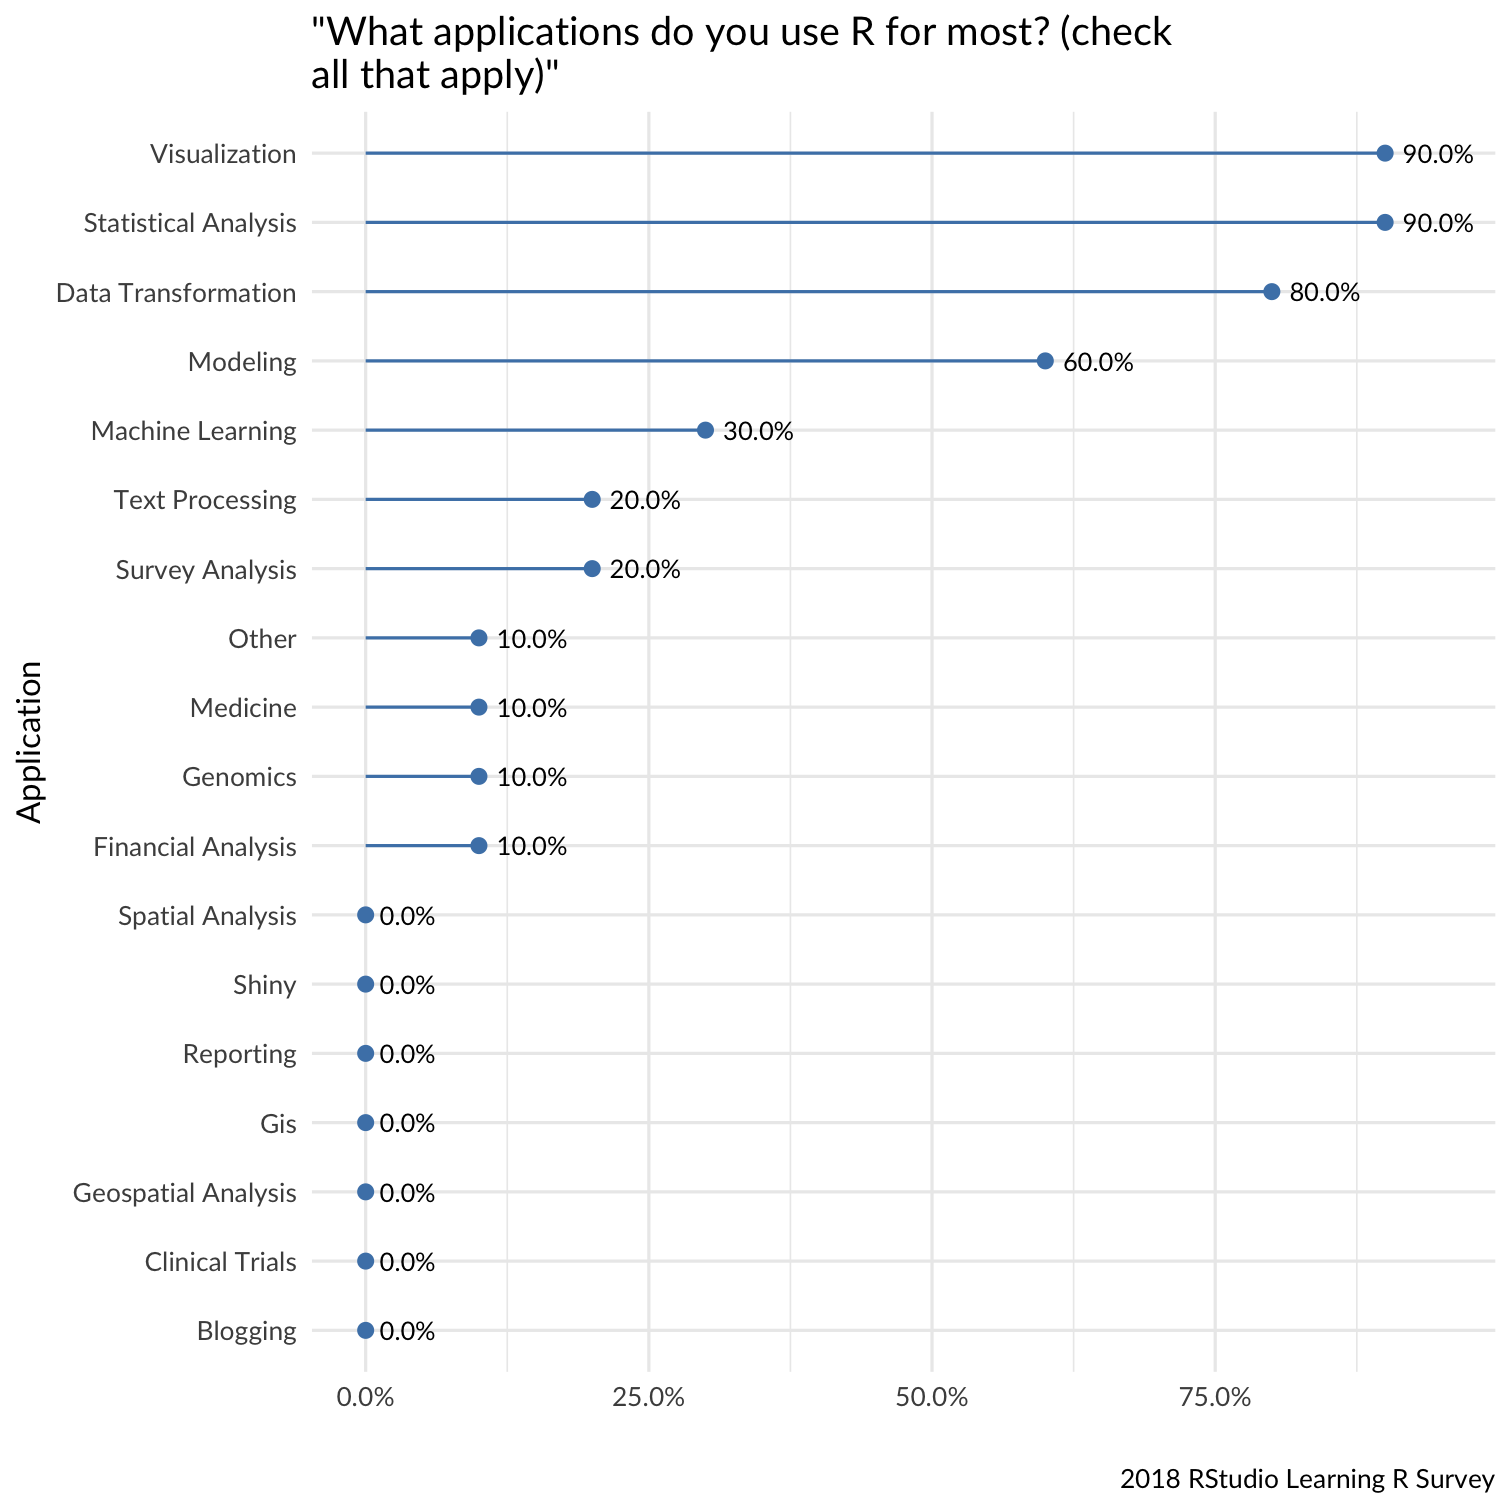 "What applications do you use R for most? (check
all that apply)"
Visualization 90.0%
Statistical Analysis 90.0%
Data Transformation 80.0%
Modeling 60.0%
Machine Learning 30.0%
Text Processing 20.0%
Survey Analysis 20.0%
Other 10.0%
Medicine 10.0%
Genomics 10.0%
Financial Analysis 10.0%
Spatial Analysis 0.0%
Shiny 0.0%
Reporting 0.0%
Gis 0.0%
Geospatial Analysis 0.0%
Clinical Trials 0.0%
Blogging 0.0%
Application
0.0% 25.0% 50.0% 75.0%
2018 RStudio Learning R Survey